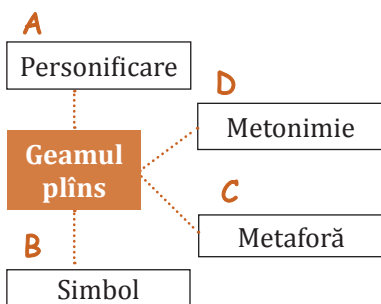 A
Personificare
D
Metonimie
Geamul
plîns
C
Metaforă
B
Simbol